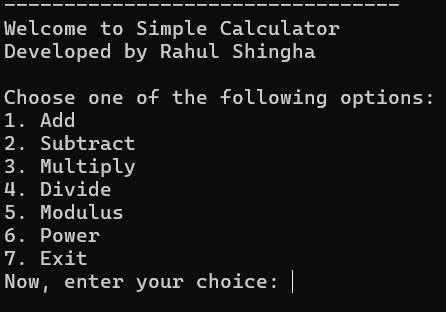 ---------------------------------
Welcome to Simple Calculator
Developed by Rahul Shingha
Choose one of the following options:
1. Add
2. Subtract
3. Multiply
4. Divide
5. Modulus
6. Power
7. Exit
Now, enter your choice: